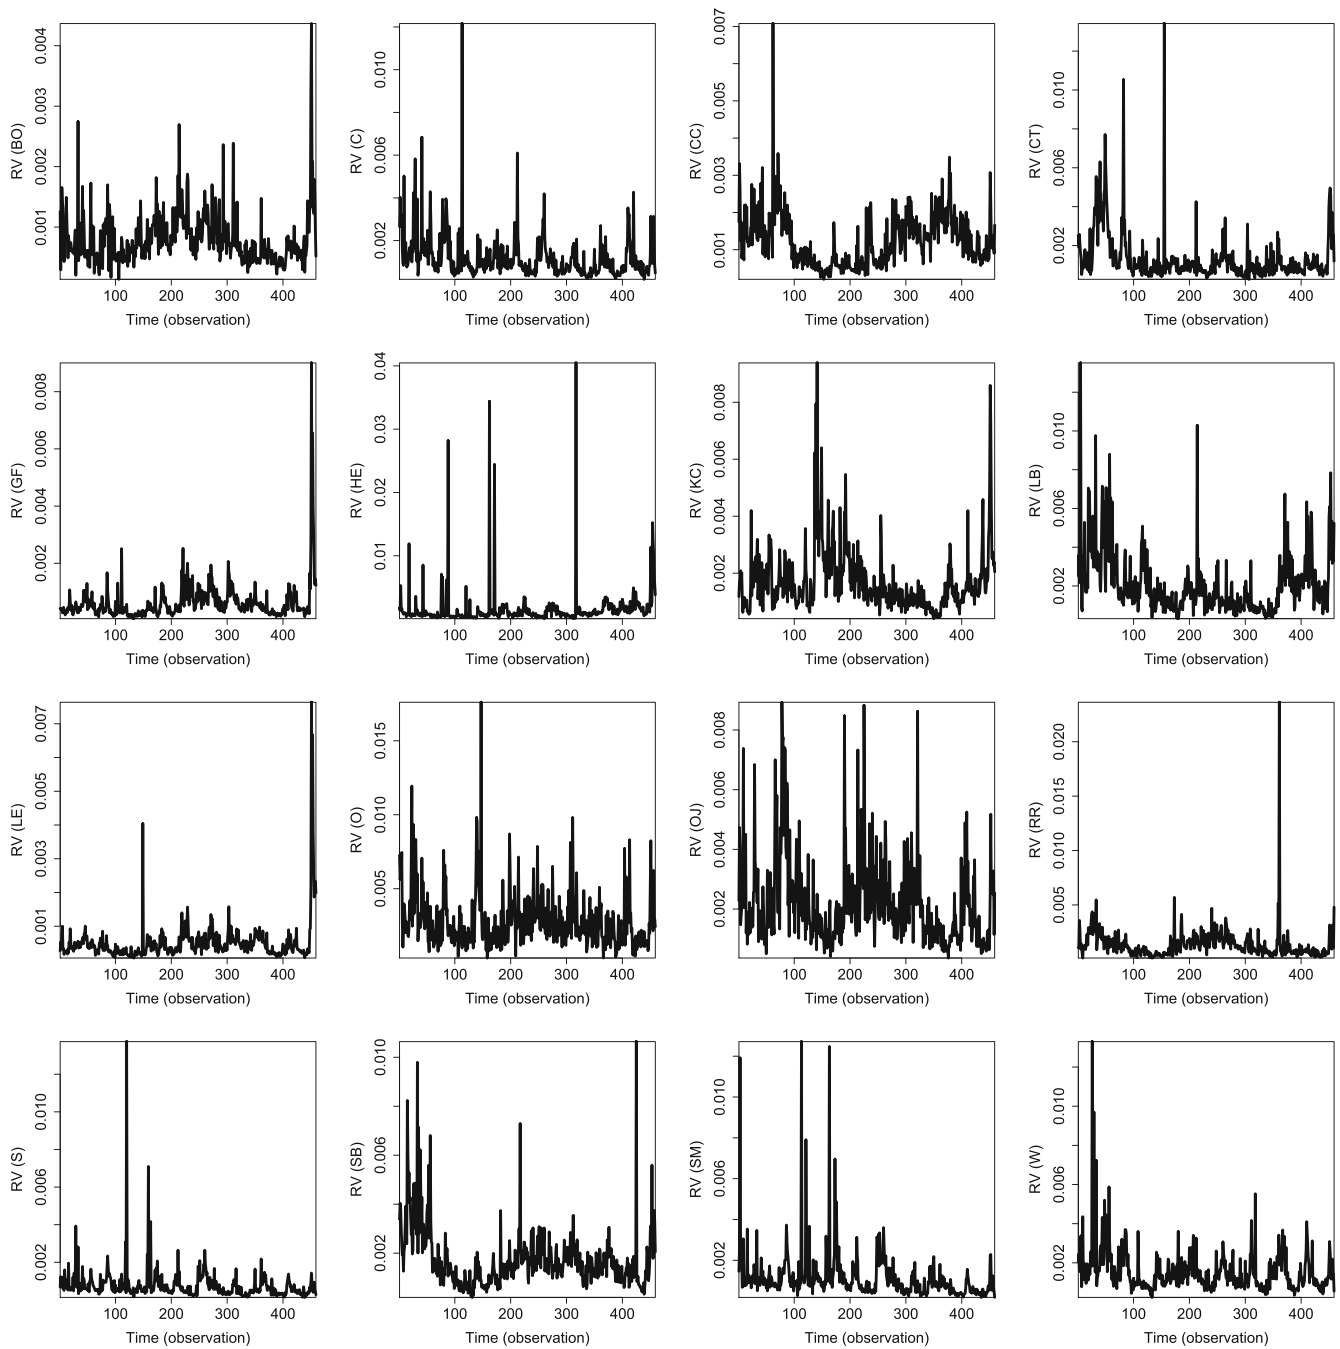 RV (BO)
0.001 0.002 0.003 0.004
100 200 300 400
Time (observation)
RV (C)
0.002 0.006 0.010
100 200 300 400
Time (observation)
RV (CC)
0.001 0.003 0.005 0.007
100 200 300 400
Time (observation)
RV (CT)
0.002 0.006 0.010
100 200 300 400
Time (observation)
RV (GF)
0.002 0.004 0.006 0.008
100 200 300 400
Time (observation)
RV (HE)
0.01 0.02 0.03 0.04
100 200 300 400
Time (observation)
RV (KC)
0.002 0.004 0.006 0.008
100 200 300 400
Time (observation)
RV (LB)
0.002 0.006 0.010
100 200 300 400
Time (observation)
RV (LE)
0.001 0.003 0.005 0.007
100 200 300 400
Time (observation)
RV (O)
0.005 0.010 0.015
100 200 300 400
Time (observation)
RV (OJ)
0.002 0.004 0.006 0.008
100 200 300 400
Time (observation)
RV (RR)
0.005 0.010 0.015 0.020
100 200 300 400
Time (observation)
RV (S)
0.002 0.006 0.010
100 200 300 400
Time (observation)
RV (SB)
0.002 0.006 0.010
100 200 300 400
Time (observation)
RV (SM)
0.002 0.006 0.010
100 200 300 400
Time (observation)
RV (W)
0.002 0.006 0.010
100 200 300 400
Time (observation)